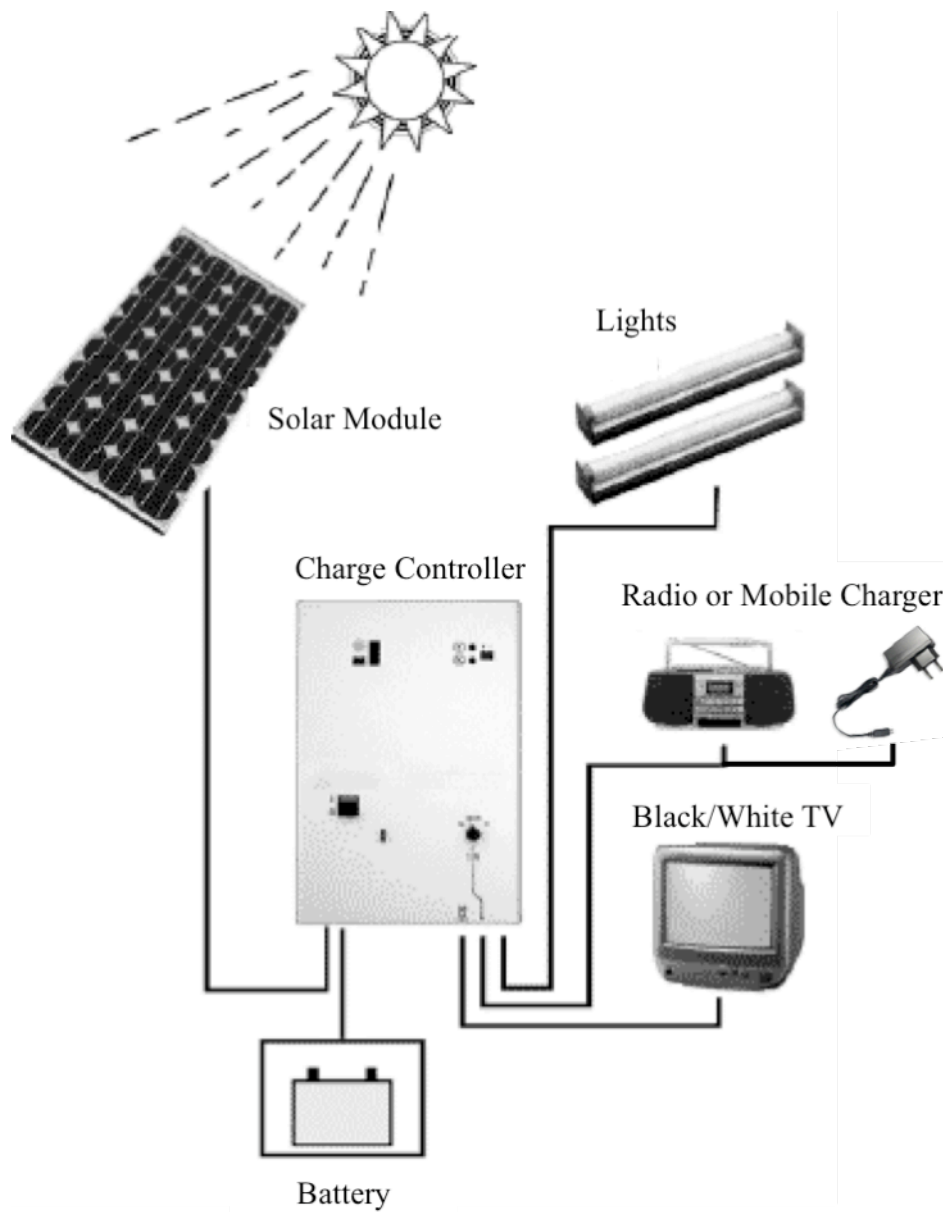 Lights
Solar Module
Charge Controller
Radio or Mobile Charger
Black/White TV
Battery